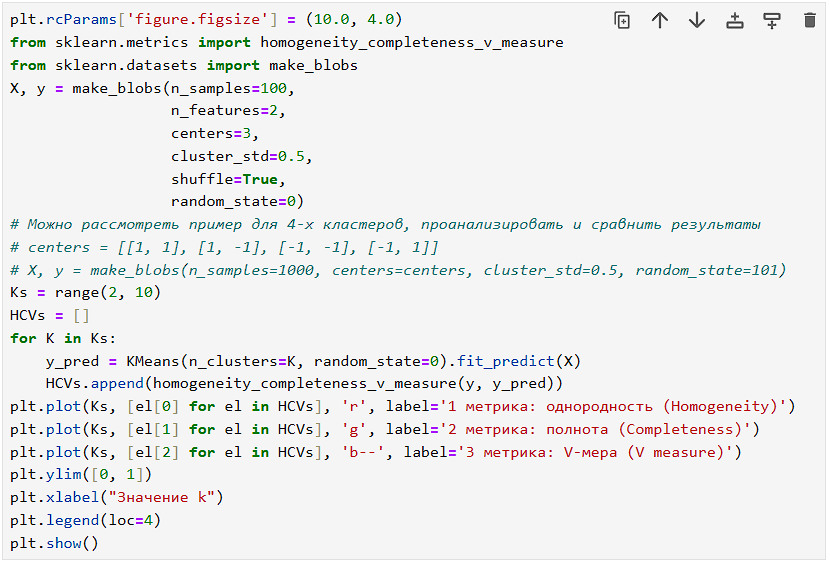 plt.rcParams['figure.figsize'] = (10.0, 4.0)
from sklearn.metrics import homogeneity_completeness_v_measure
from sklearn.datasets import make_blobs
X, y = make_blobs(n_samples=100,
                  n_features=2,
                  centers=3,
                  cluster_std=0.5,
                  shuffle=True,
                  random_state=0)
# Можно рассмотреть пример для 4-х кластеров, проанализировать и сравнить результаты
# centers = [[1, 1], [1, -1], [-1, -1], [-1, 1]]
# X, y = make_blobs(n_samples=1000, centers=centers, cluster_std=0.5, random_state=101)
Ks = range(2, 10)
HCVs = []
for K in Ks:
    y_pred = KMeans(n_clusters=K, random_state=0).fit_predict(X)
    HCVs.append(homogeneity_completeness_v_measure(y, y_pred))
plt.plot(Ks, [el[0] for el in HCVs], 'r', label='1 метрика: однородность (Homogeneity)')
plt.plot(Ks, [el[1] for el in HCVs], 'g', label='2 метрика: полнота (Completeness)')
plt.plot(Ks, [el[2] for el in HCVs], 'b--', label='3 метрика: V-мера (V measure)')
plt.ylim([0, 1])
plt.xlabel("Значение k")
plt.legend(loc=4)
plt.show()